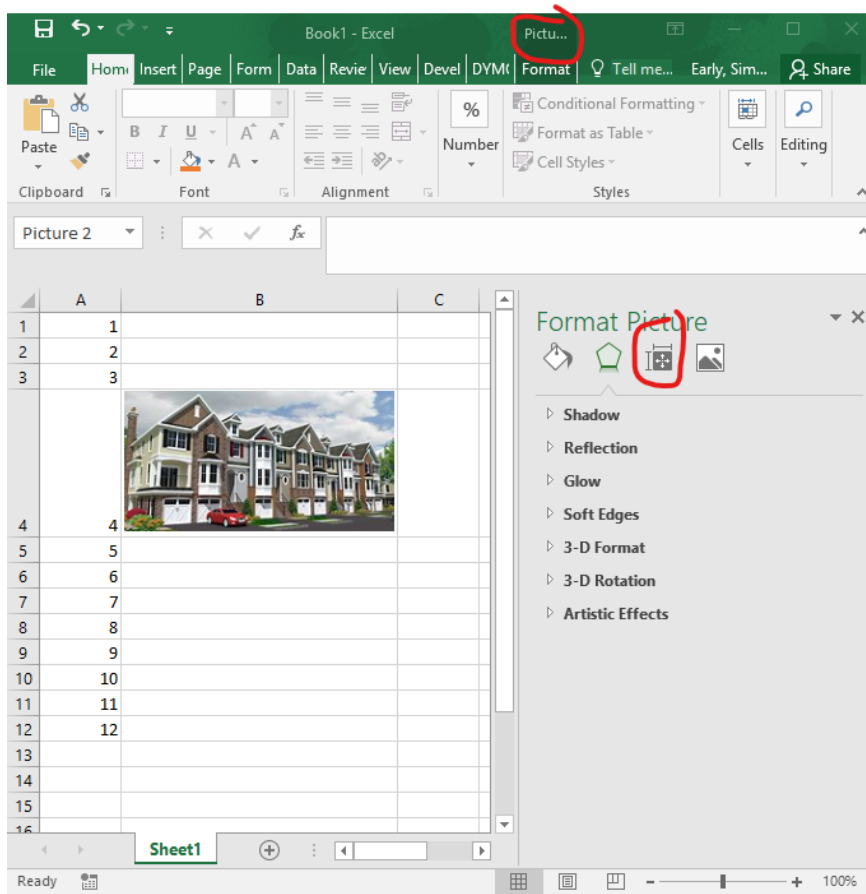 Book1 - Excel Pictu...
File Hom Insert Page Form Data Revie View Devel DYM Format Tell me... Early, Sim... Share
Paste
B I U A A
A
%
Number
Conditional Formatting
Format as Table
Cell Styles
Cells
Editing
Clipboard Font Alignment Styles
Picture 2 fx
A B C
1 1
2 2
3 3
4 4
5 5
6 6
7 7
8 8
9 9
10 10
11 11
12 12
13
14
15
16
Format Picture
Shadow
Reflection
Glow
Soft Edges
3-D Format
3-D Rotation
Artistic Effects
Sheet1
Ready 100%